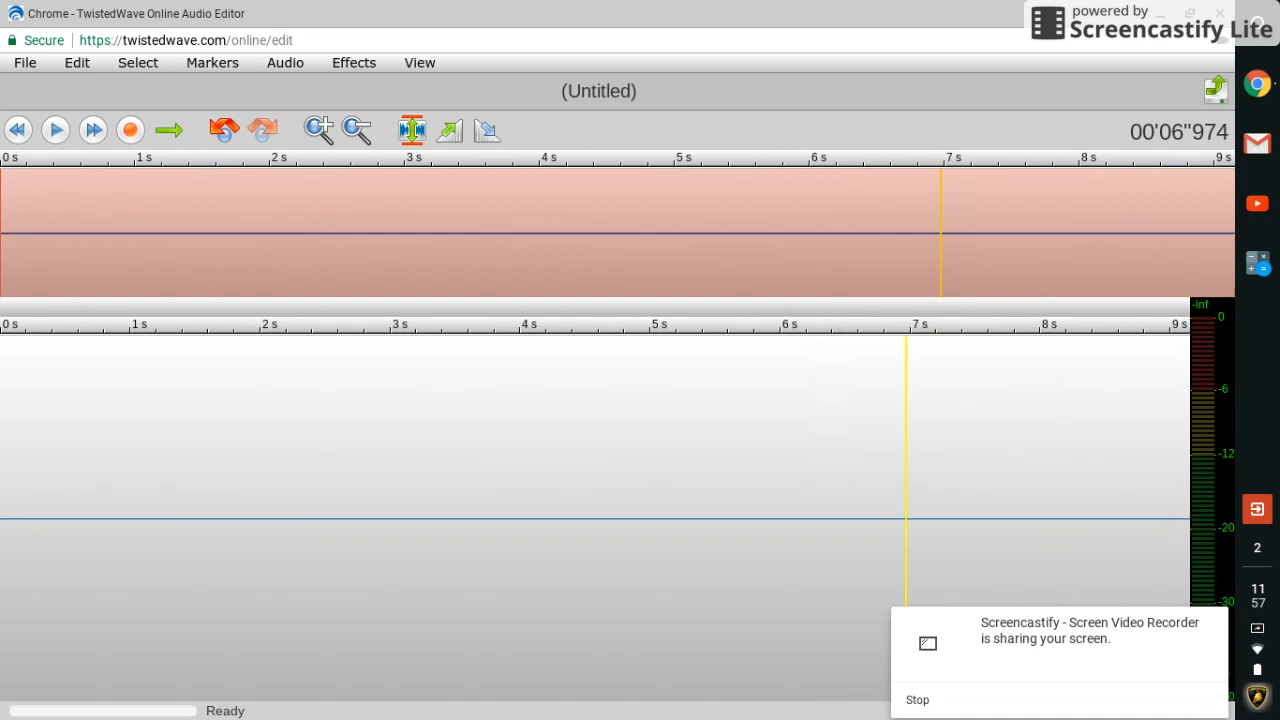 Chrome - TwistedWave Online Audio Editor
powered by
Screencastify Lite
Secure https://twistedwave.com/online/edit
File Edit Select Markers Audio Effects View
(Untitled)
00'06"974
0 s 1 s 2 s 3 s 4 s 5 s 6 s 7 s 8 s 9 s
-inf
0 s 1 s 2 s 3 s 4 s 5 s 6 s 7 s 8 s 9 s
0
-6
-12
-20
-30
2
11
57
Screencastify - Screen Video Recorder
is sharing your screen.
Stop
Ready